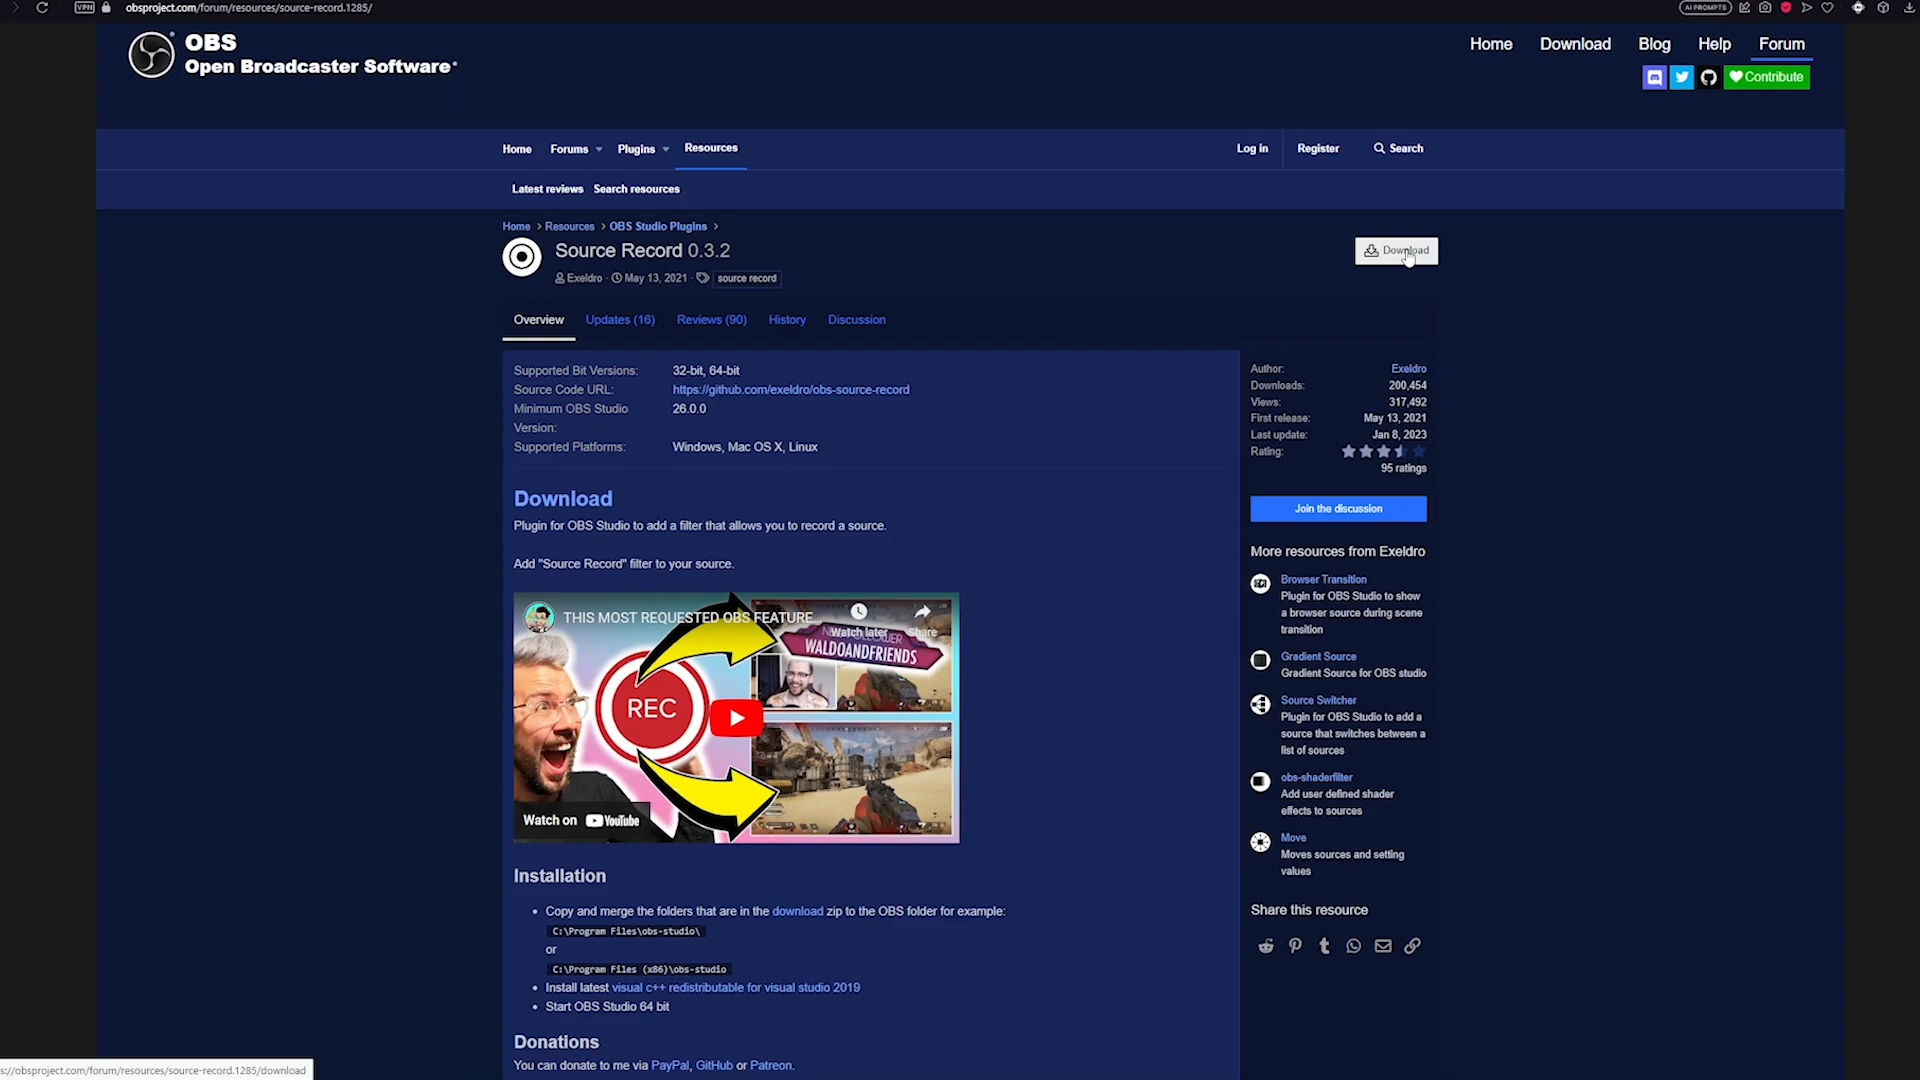 VPN obsproject.com/forum/resources/source-record.1285/ AI PROMPTS
OBS
Open Broadcaster Software
Home Download Blog Help Forum
Contribute
Home Forums Plugins Resources Log in Register Search
Latest reviews Search resources
Home > Resources > OBS Studio Plugins >
Source Record 0.3.2
Download
Exeldro · May 13, 2021 · source record
Overview Updates (16) Reviews (90) History Discussion
Supported Bit Versions: 32-bit, 64-bit
Source Code URL: https://github.com/exeldro/obs-source-record
Minimum OBS Studio 26.0.0
Version:
Supported Platforms: Windows, Mac OS X, Linux
Download
Plugin for OBS Studio to add a filter that allows you to record a source.
Add "Source Record" filter to your source.
THIS MOST REQUESTED OBS FEATURE
Watch later Share
WALDOANDFRIENDS
REC
Watch on YouTube
Installation
• Copy and merge the folders that are in the download zip to the OBS folder for example:
C:\Program Files\obs-studio\
or
C:\Program Files (x86)\obs-studio
• Install latest visual c++ redistributable for visual studio 2019
• Start OBS Studio 64 bit
Donations
You can donate to me via PayPal, GitHub or Patreon.
Author: Exeldro
Downloads: 200,454
Views: 317,492
First release: May 13, 2021
Last update: Jan 8, 2023
Rating:
95 ratings
Join the discussion
More resources from Exeldro
Browser Transition
Plugin for OBS Studio to show
a browser source during scene
transition
Gradient Source
Gradient Source for OBS studio
Source Switcher
Plugin for OBS Studio to add a
source that switches between a
list of sources
obs-shaderfilter
Add user defined shader
effects to sources
Move
Moves sources and setting
values
Share this resource
s://obsproject.com/forum/resources/source-record.1285/download